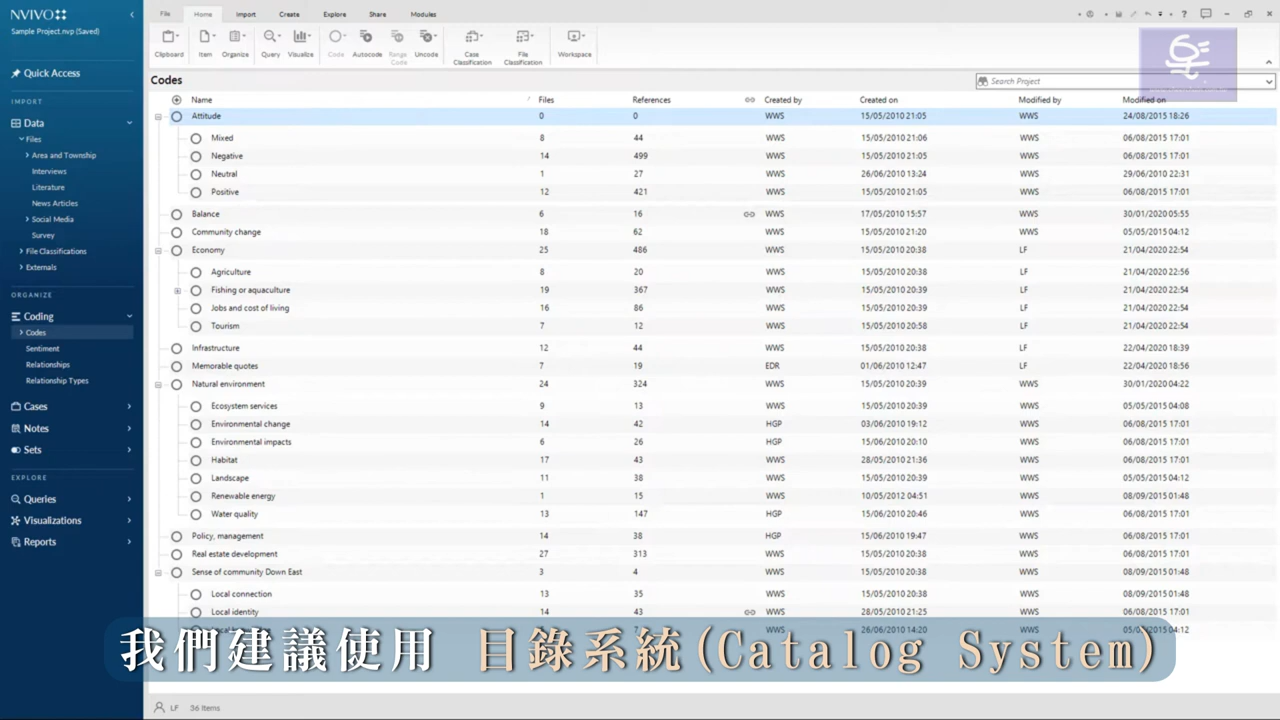 NVIVO
Sample Project.nvp (Saved)
Quick Access
IMPORT
Data
Files
Area and Township
Interviews
Literature
News Articles
Social Media
Survey
File Classifications
Externals
ORGANIZE
Coding
Codes
Sentiment
Relationships
Relationship Types
Cases
Notes
Sets
EXPLORE
Queries
Visualizations
Reports
File Home Import Create Explore Share Modules
Clipboard Item Organize Query Visualize Code Autocode Range Code Uncode Case Classification File Classification Workspace
Codes
Search Project
Name Files References Created by Created on Modified by Modified on
Attitude 0 0 WWS 15/05/2010 21:05 WWS 24/08/2015 18:26
Mixed 8 44 WWS 15/05/2010 21:06 WWS 06/08/2015 17:01
Negative 14 499 WWS 15/05/2010 21:05 WWS 06/08/2015 17:01
Neutral 1 27 WWS 26/06/2010 13:24 WWS 29/06/2010 22:31
Positive 12 421 WWS 15/05/2010 21:05 WWS 06/08/2015 17:01
Balance 6 16 WWS 17/05/2010 15:57 WWS 30/01/2020 05:55
Community change 18 62 WWS 15/05/2010 21:20 WWS 05/05/2015 04:12
Economy 25 486 WWS 15/05/2010 20:38 LF 21/04/2020 22:54
Agriculture 8 20 WWS 15/05/2010 20:38 LF 21/04/2020 22:56
Fishing or aquaculture 19 367 WWS 15/05/2010 20:39 LF 21/04/2020 22:54
Jobs and cost of living 16 86 WWS 15/05/2010 20:39 LF 21/04/2020 22:54
Tourism 7 12 WWS 15/05/2010 20:58 LF 21/04/2020 22:54
Infrastructure 12 44 WWS 15/05/2010 20:38 LF 22/04/2020 18:39
Memorable quotes 7 19 EDR 01/06/2010 12:47 LF 22/04/2020 18:56
Natural environment 24 324 WWS 15/05/2010 20:39 WWS 30/01/2020 04:22
Ecosystem services 9 13 WWS 15/05/2010 20:39 WWS 05/05/2015 04:08
Environmental change 14 42 HGP 03/06/2010 19:12 WWS 06/08/2015 17:01
Environmental impacts 6 26 HGP 15/06/2010 20:10 WWS 06/08/2015 17:01
Habitat 17 43 WWS 28/05/2010 21:36 WWS 06/08/2015 17:01
Landscape 11 38 WWS 15/05/2010 20:39 WWS 05/05/2015 04:12
Renewable energy 1 15 WWS 10/05/2012 04:51 WWS 08/09/2015 01:48
Water quality 13 147 HGP 15/06/2010 20:46 HGP 06/08/2015 17:01
Policy, management 14 38 HGP 15/06/2010 19:47 HGP 06/08/2015 17:01
Real estate development 27 313 WWS 15/05/2010 20:38 WWS 06/08/2015 17:01
Sense of community Down East 3 4 WWS 15/05/2010 20:38 WWS 08/09/2015 01:48
Local connection 13 35 WWS 15/05/2010 20:38 WWS 08/09/2015 01:48
Local identity 14 43 WWS 28/05/2010 21:25 WWS 06/08/2015 17:01
我們建議使用 目錄系統(Catalog System)
LF 36 Items